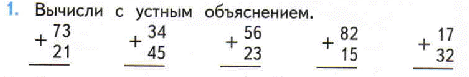 1. Вычисли с устным объяснением.
+ 73 + 34 + 56 + 82 + 17
21 45 23 15 32